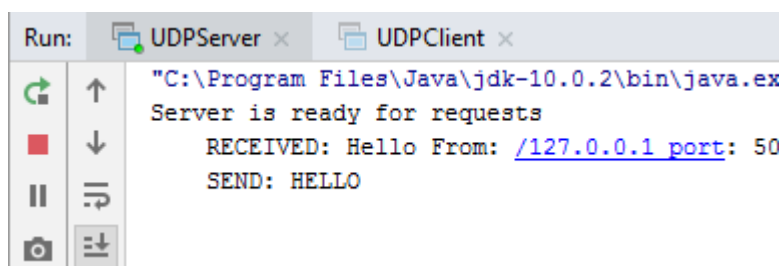 Run: UDPServer × UDPClient ×
"C:\Program Files\Java\jdk-10.0.2\bin\java.ex
Server is ready for requests
RECEIVED: Hello From: /127.0.0.1 port: 50
SEND: HELLO